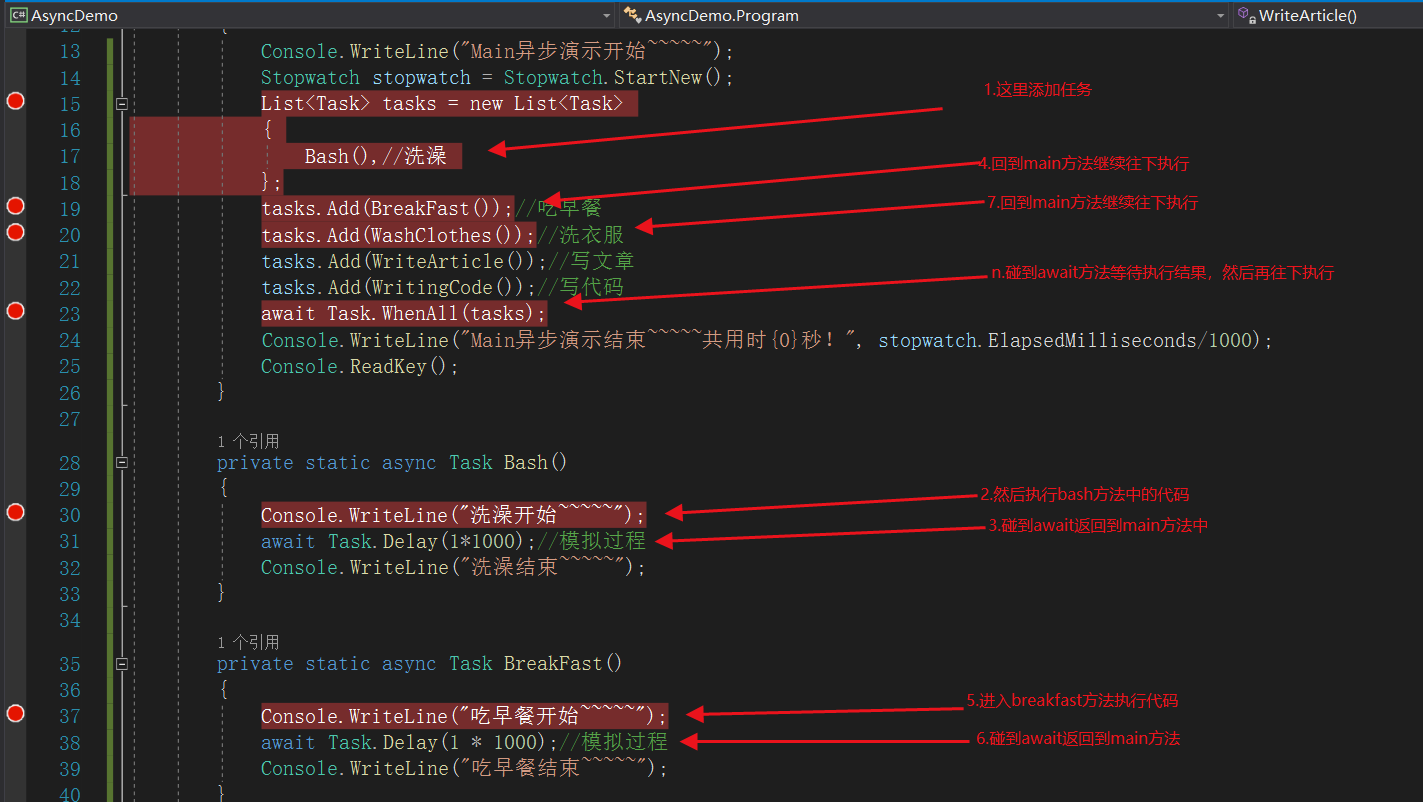 AsyncDemo AsyncDemo.Program WriteArticle()
13 Console.WriteLine("Main异步演示开始~~~~~");
14 Stopwatch stopwatch = Stopwatch.StartNew();
1.这里添加任务
15 List<Task> tasks = new List<Task>
16 {
17 Bash(),//洗澡
4.回到main方法继续往下执行
18 };
7.回到main方法继续往下执行
19 tasks.Add(BreakFast());//吃早餐
20 tasks.Add(WashClothes());//洗衣服
21 tasks.Add(WriteArticle());//写文章
n.碰到await方法等待执行结果，然后再往下执行
22 tasks.Add(WritingCode());//写代码
23 await Task.WhenAll(tasks);
24 Console.WriteLine("Main异步演示结束~~~~~共用时{0}秒！", stopwatch.ElapsedMilliseconds/1000);
25 Console.ReadKey();
26 }
27
1 个引用
28 private static async Task Bash()
29 {
2.然后执行bash方法中的代码
30 Console.WriteLine("洗澡开始~~~~~");
3.碰到await返回到main方法中
31 await Task.Delay(1*1000);//模拟过程
32 Console.WriteLine("洗澡结束~~~~~");
33 }
34
1 个引用
35 private static async Task BreakFast()
36 {
5.进入breakfast方法执行代码
37 Console.WriteLine("吃早餐开始~~~~~");
6.碰到await返回到main方法
38 await Task.Delay(1 * 1000);//模拟过程
39 Console.WriteLine("吃早餐结束~~~~~");
40 }